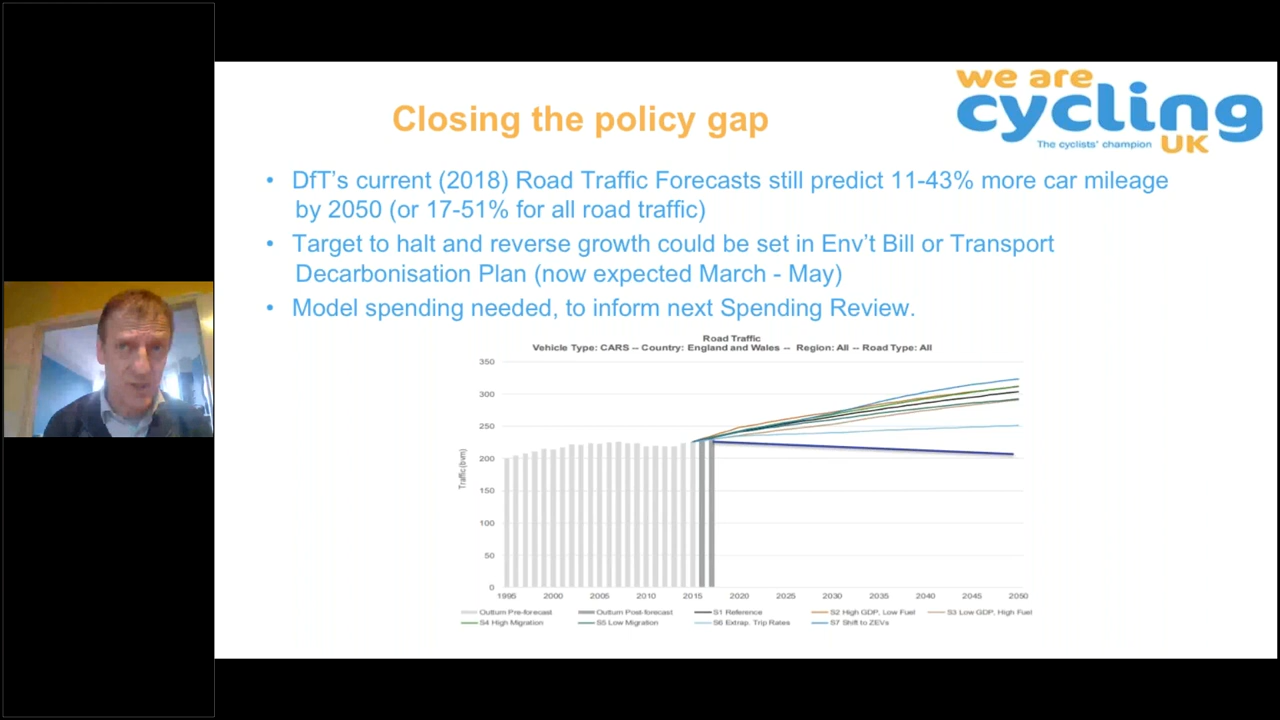 we are
cycling
The cyclists' champion UK
Closing the policy gap
• DfT's current (2018) Road Traffic Forecasts still predict 11-43% more car mileage
by 2050 (or 17-51% for all road traffic)
• Target to halt and reverse growth could be set in Env't Bill or Transport
Decarbonisation Plan (now expected March - May)
• Model spending needed, to inform next Spending Review.
Road Traffic
Vehicle Type: CARS -- Country: England and Wales -- Region: All -- Road Type: All
350
300
250
200
150
100
50
0
Traffic (bvm)
1995 2000 2005 2010 2015 2020 2025 2030 2035 2040 2045 2050
Outturn Pre-forecast Outturn Post-forecast S1 Reference S2 High GDP, Low Fuel S3 Low GDP, High Fuel
S4 High Migration S5 Low Migration S6 Extrap. Trip Rates S7 Shift to ZEVs